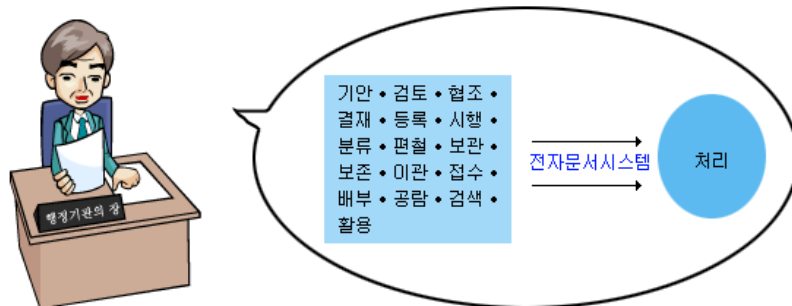 기안 • 검토 • 협조 •
결재 • 등록 • 시행 •
분류 • 편철 • 보관 •
보존 • 이관 • 접수 •
배부 • 공람 • 검색 •
활용
전자문서시스템
처리
행정기관의 장